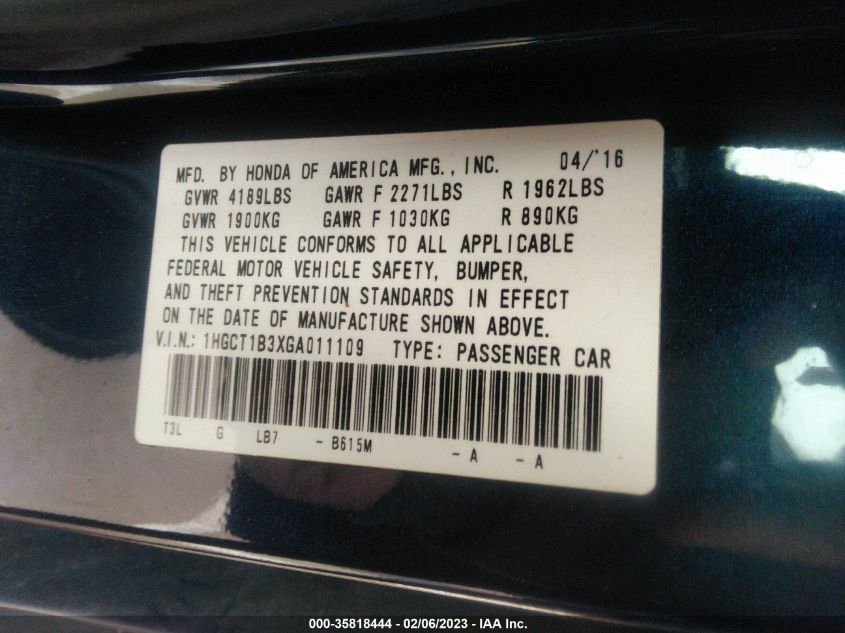 MFD. BY HONDA OF AMERICA MFG., INC. 04/'16
GVWR 4189LBS GAWR F 2271LBS R 1962LBS
GVWR 1900KG GAWR F 1030KG R 890KG
THIS VEHICLE CONFORMS TO ALL APPLICABLE
FEDERAL MOTOR VEHICLE SAFETY, BUMPER,
AND THEFT PREVENTION STANDARDS IN EFFECT
ON THE DATE OF MANUFACTURE SHOWN ABOVE.
V.I.N.: 1HGCT1B3XGA011109 TYPE: PASSENGER CAR
T3L G LB7 - B615M - A - A
000-35818444 - 02/06/2023 - IAA Inc.